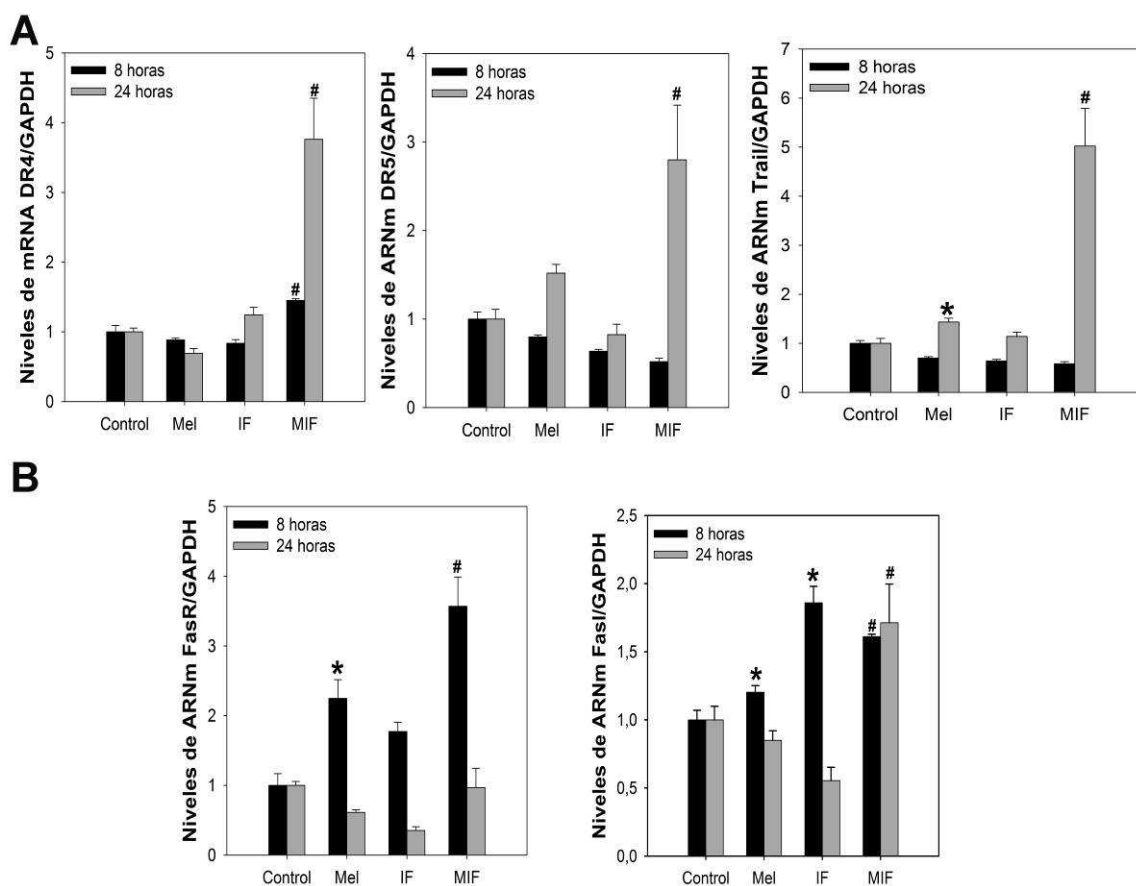 A
Niveles de mRNA DR4/GAPDH
5
4
3
2
1
0
8 horas
24 horas
#
#
Control Mel IF MIF
Niveles de ARNm DR5/GAPDH
4
3
2
1
0
8 horas
24 horas
#
Control Mel IF MIF
Niveles de ARNm Trail/GAPDH
7
6
5
4
3
2
1
0
8 horas
24 horas
*
#
Control Mel IF MIF
B
Niveles de ARNm FasR/GAPDH
5
4
3
2
1
0
8 horas
24 horas
*
#
Control Mel IF MIF
Niveles de ARNm Fasl/GAPDH
2,5
2,0
1,5
1,0
0,5
0,0
8 horas
24 horas
*
*
#
#
Control Mel IF MIF